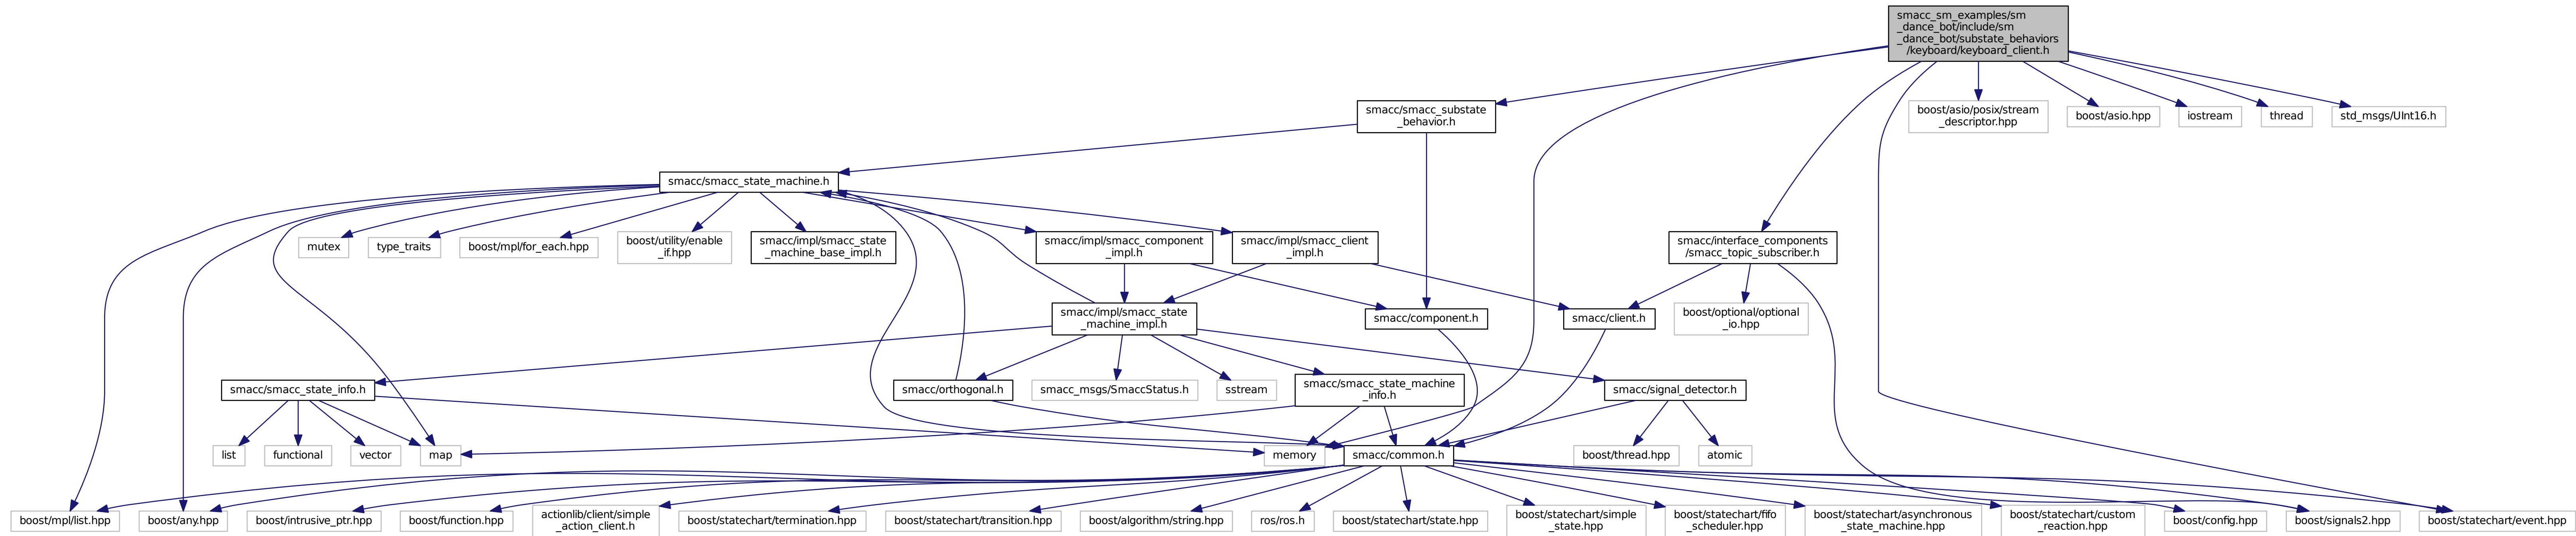 smacc_sm_examples/sm
_dance_bot/include/sm
_dance_bot/substate_behaviors
/keyboard/keyboard_client.h
smacc/smacc_substate
_behavior.h
boost/asio/posix/stream
_descriptor.hpp
boost/asio.hpp
iostream
thread
std_msgs/UInt16.h
smacc/smacc_state_machine.h
mutex
type_traits
boost/mpl/for_each.hpp
boost/utility/enable
_if.hpp
smacc/impl/smacc_state
_machine_base_impl.h
smacc/impl/smacc_component
_impl.h
smacc/impl/smacc_client
_impl.h
smacc/interface_components
/smacc_topic_subscriber.h
smacc/impl/smacc_state
_machine_impl.h
smacc/component.h
smacc/client.h
boost/optional/optional
_io.hpp
smacc/smacc_state_info.h
smacc/orthogonal.h
smacc_msgs/SmaccStatus.h
sstream
smacc/smacc_state_machine
_info.h
smacc/signal_detector.h
list
functional
vector
map
memory
smacc/common.h
boost/thread.hpp
atomic
boost/mpl/list.hpp
boost/any.hpp
boost/intrusive_ptr.hpp
boost/function.hpp
actionlib/client/simple
_action_client.h
boost/statechart/termination.hpp
boost/statechart/transition.hpp
boost/algorithm/string.hpp
ros/ros.h
boost/statechart/state.hpp
boost/statechart/simple
_state.hpp
boost/statechart/fifo
_scheduler.hpp
boost/statechart/asynchronous
_state_machine.hpp
boost/statechart/custom
_reaction.hpp
boost/config.hpp
boost/signals2.hpp
boost/statechart/event.hpp